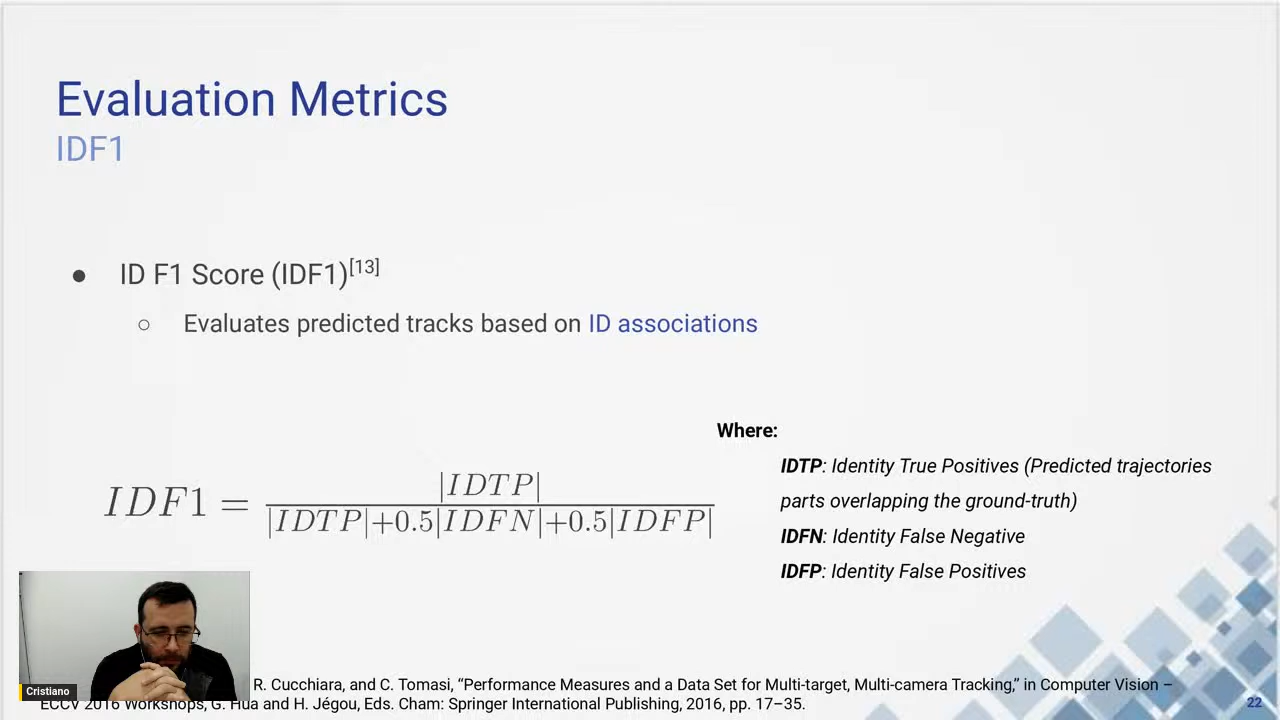 Evaluation Metrics
IDF1
● ID F1 Score (IDF1)[13]
○ Evaluates predicted tracks based on ID associations
Where:
IDTP: Identity True Positives (Predicted trajectories
parts overlapping the ground-truth)
IDFN: Identity False Negative
IDFP: Identity False Positives
IDF1 = |IDTP| / |IDTP|+0.5|IDFN|+0.5|IDFP|
Cristiano
R. Cucchiara, and C. Tomasi, “Performance Measures and a Data Set for Multi-target, Multi-camera Tracking,” in Computer Vision –
ECCV 2016 Workshops, G. Hua and H. Jégou, Eds. Cham: Springer International Publishing, 2016, pp. 17–35.
22